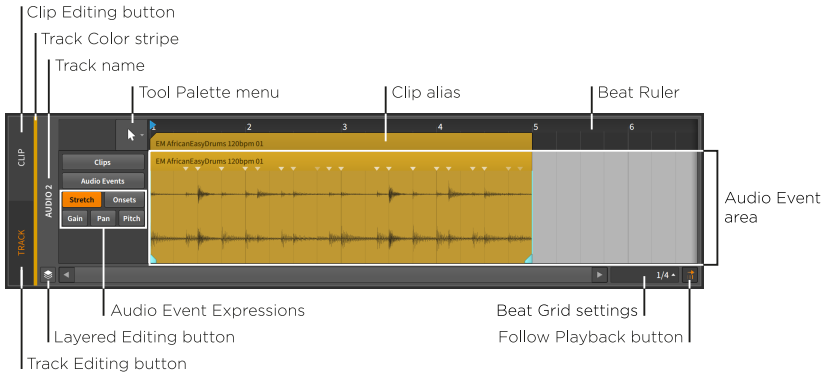 Clip Editing button
Track Color stripe
Track name
Tool Palette menu
Clip alias
Beat Ruler
1 2 3 4 5 6
EM AfricanEasyDrums 120bpm 01
EM AfricanEasyDrums 120bpm 01
CLIP
Clips
Audio Events
Stretch Onsets
Gain Pan Pitch
AUDIO 2
TRACK
Audio Event
area
1/4
Audio Event Expressions
Beat Grid settings
Layered Editing button
Follow Playback button
Track Editing button